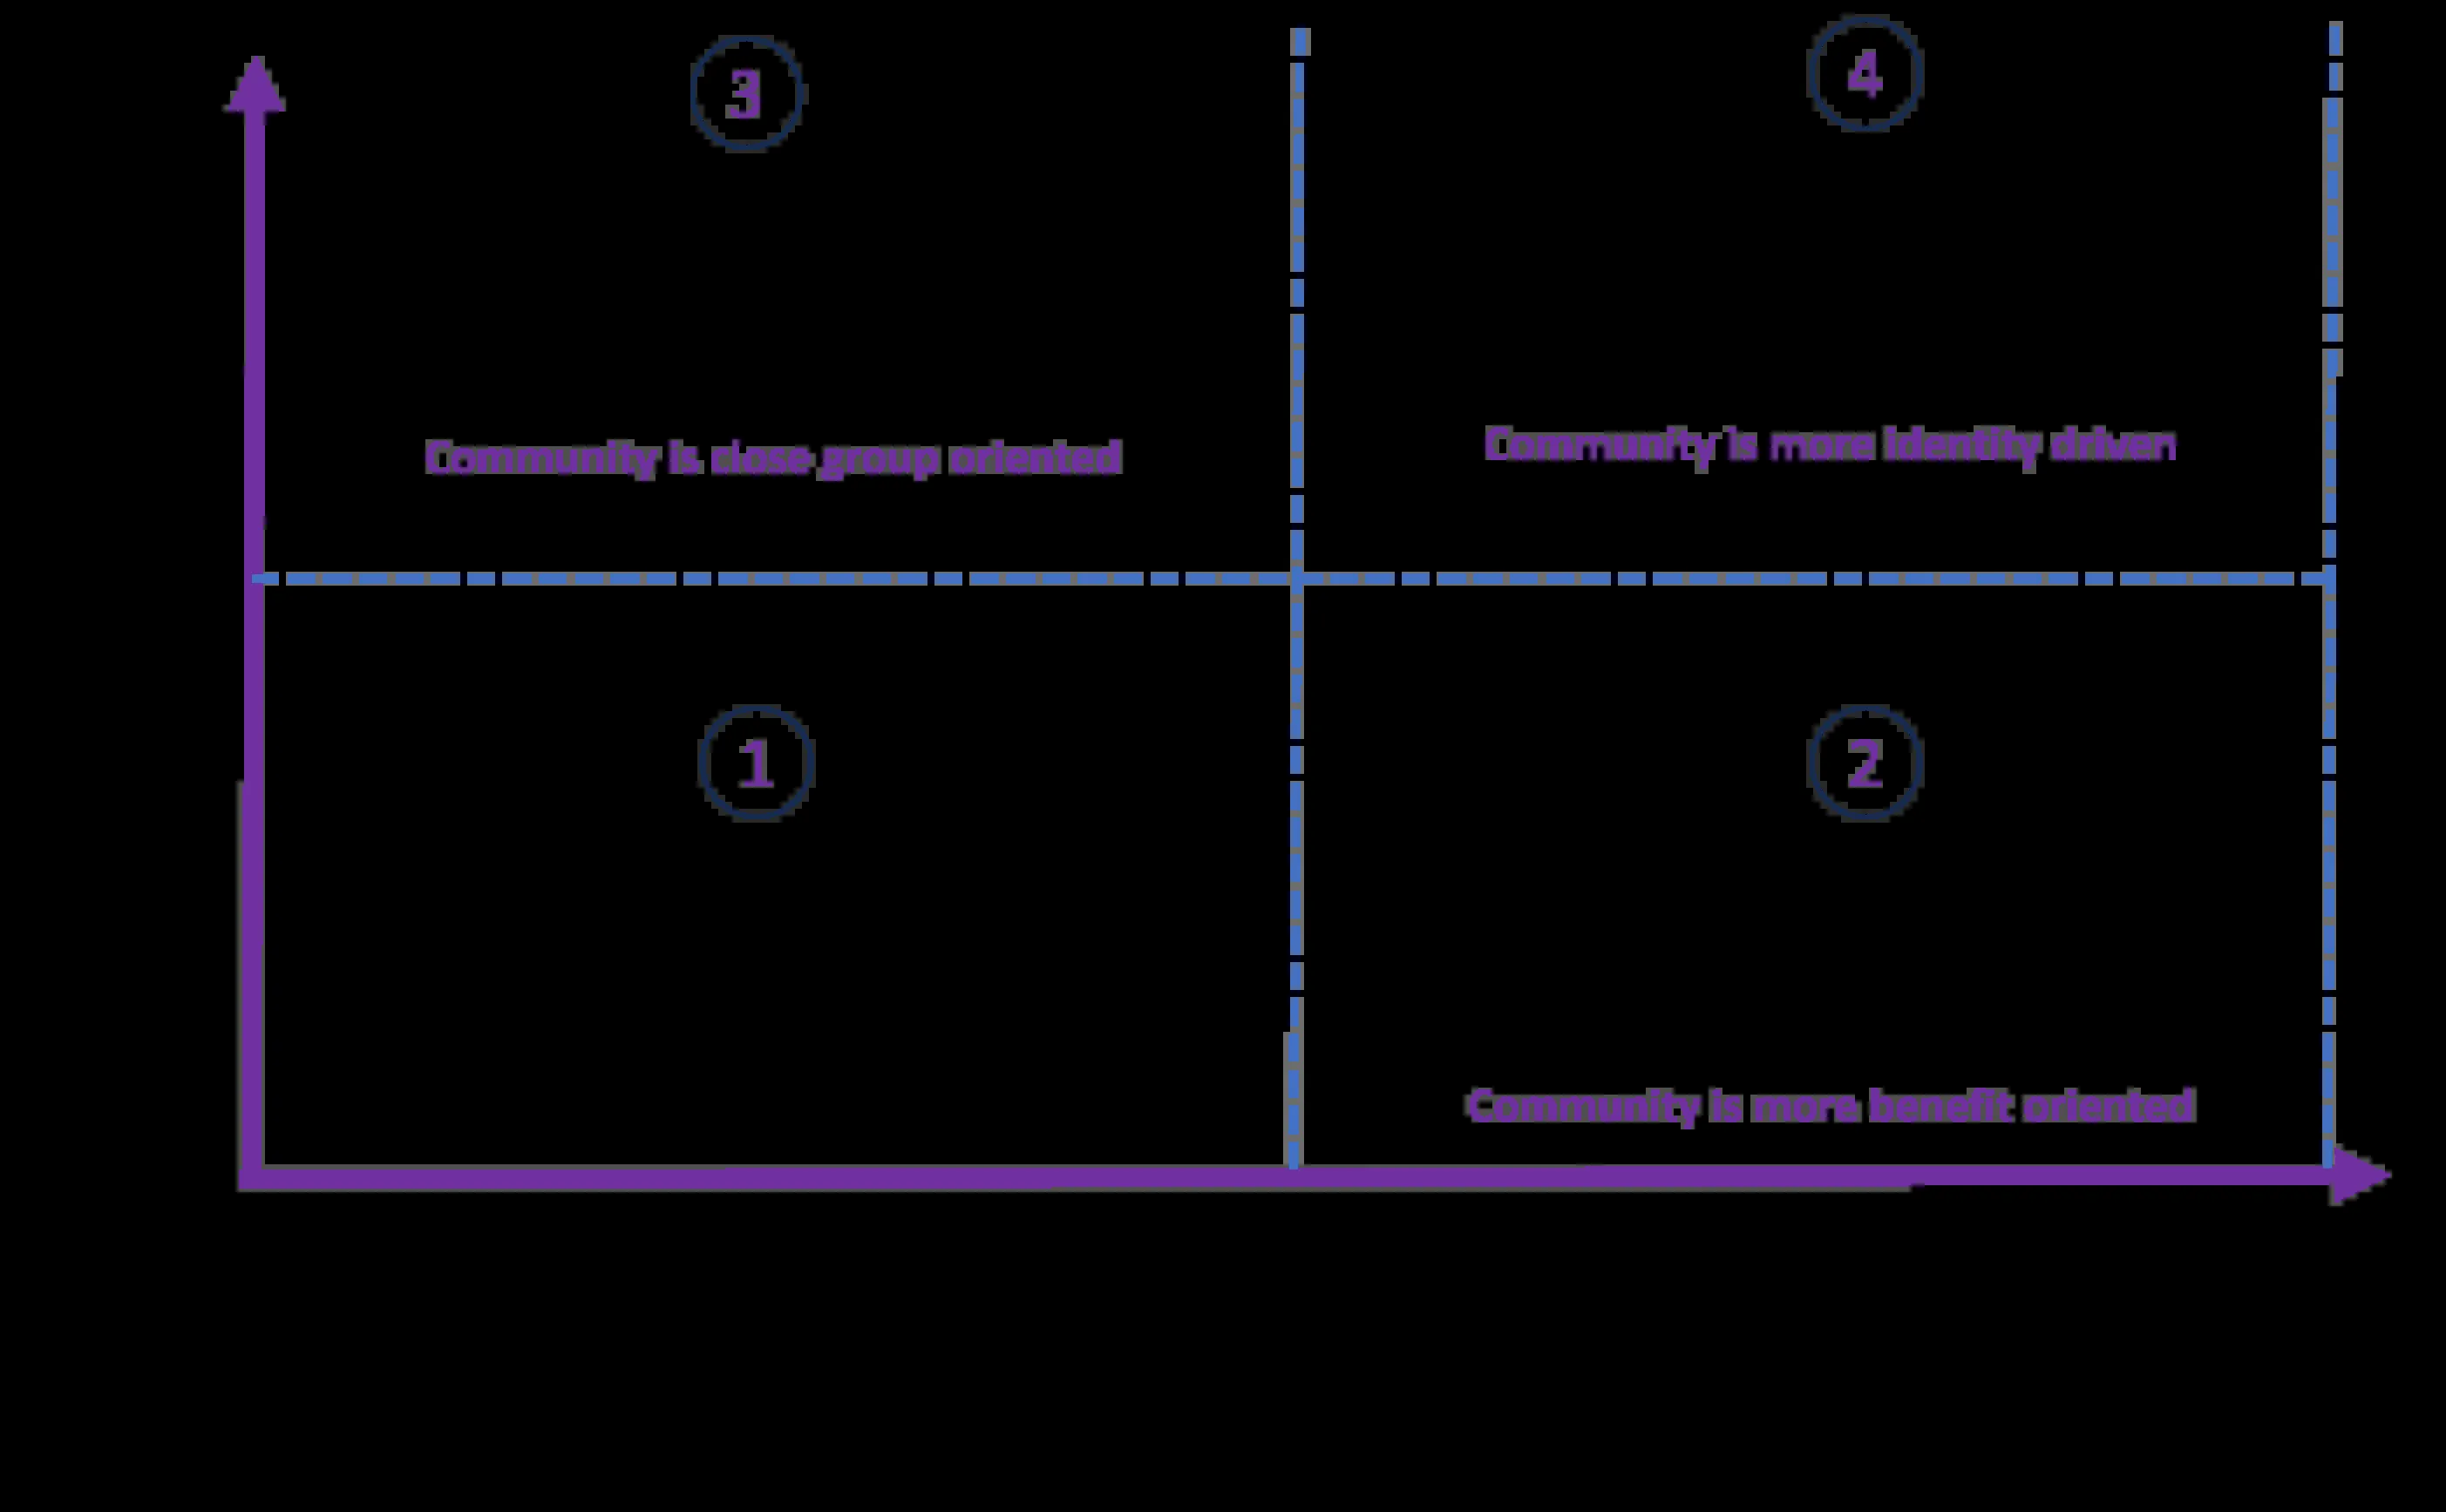 3
4
Community is close group oriented
Community is more identity driven
1
2
Community is more benefit oriented